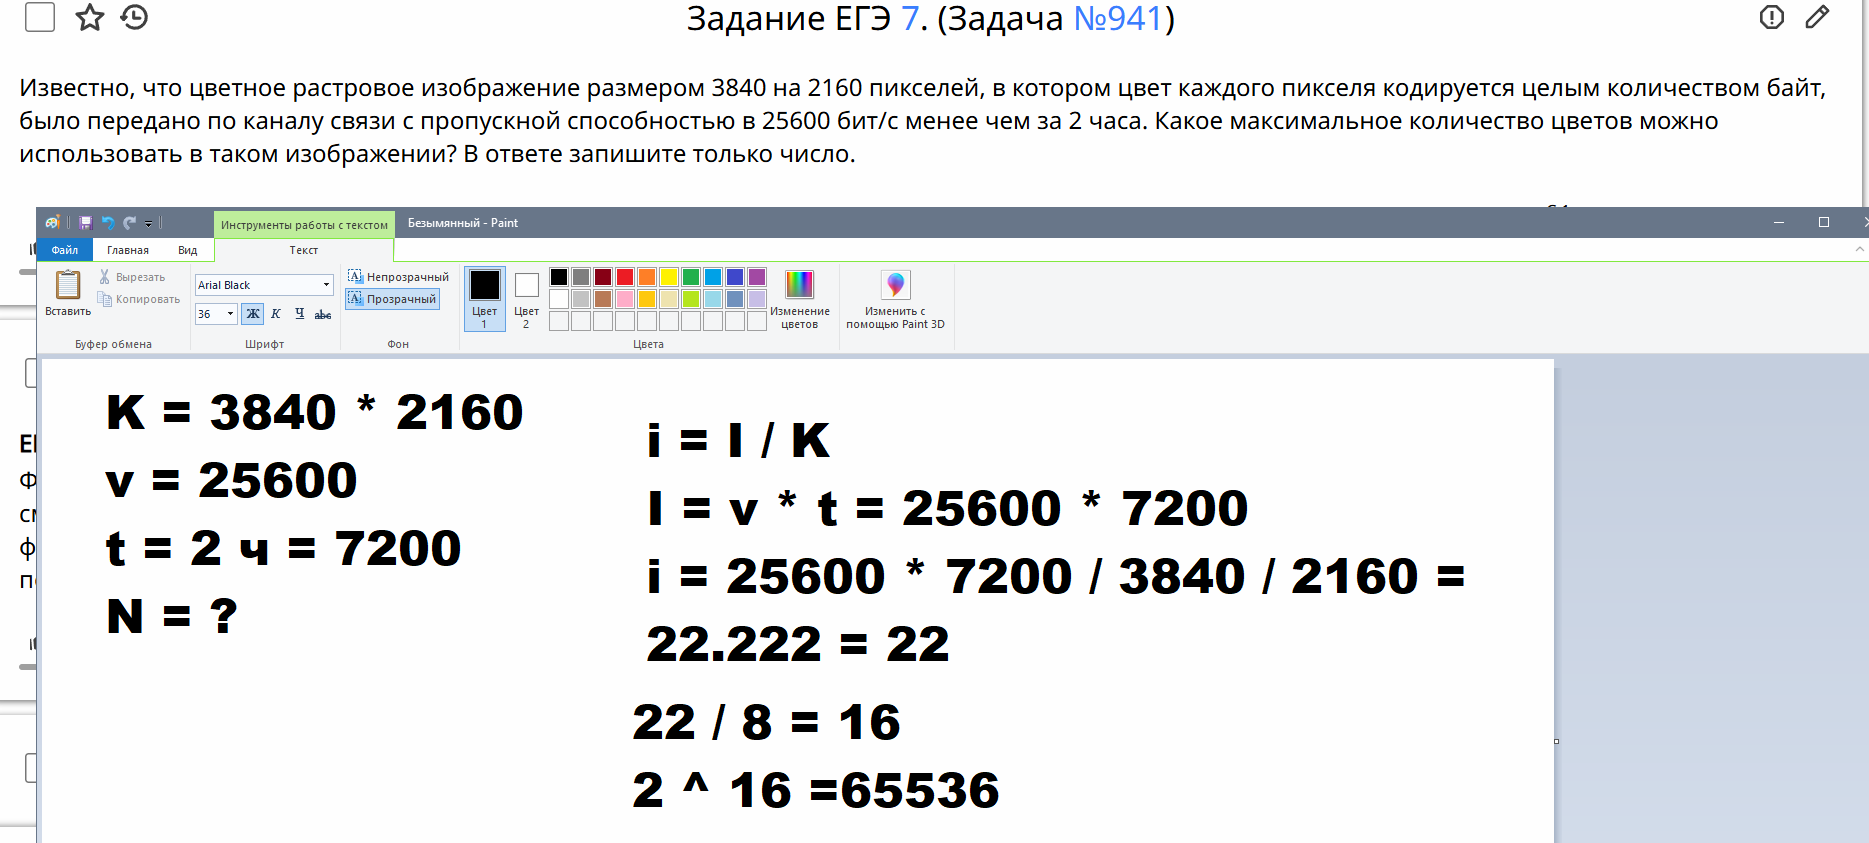 Задание ЕГЭ 7. (Задача №941)
Известно, что цветное растровое изображение размером 3840 на 2160 пикселей, в котором цвет каждого пикселя кодируется целым количеством байт,
было передано по каналу связи с пропускной способностью в 25600 бит/с менее чем за 2 часа. Какое максимальное количество цветов можно
использовать в таком изображении? В ответе запишите только число.
Инструменты работы с текстом
Безымянный - Paint
Файл
Главная
Вид
Текст
Вставить
Вырезать
Копировать
Буфер обмена
Arial Black
36
Ж К Ч abc
Шрифт
Непрозрачный
Прозрачный
Фон
Цвет
1
Цвет
2
Изменение
цветов
Цвета
Изменить с
помощью Paint 3D
K = 3840 * 2160
v = 25600
t = 2 ч = 7200
N = ?
i = I / K
I = v * t = 25600 * 7200
i = 25600 * 7200 / 3840 / 2160 =
22.222 = 22
22 / 8 = 16
2 ^ 16 =65536